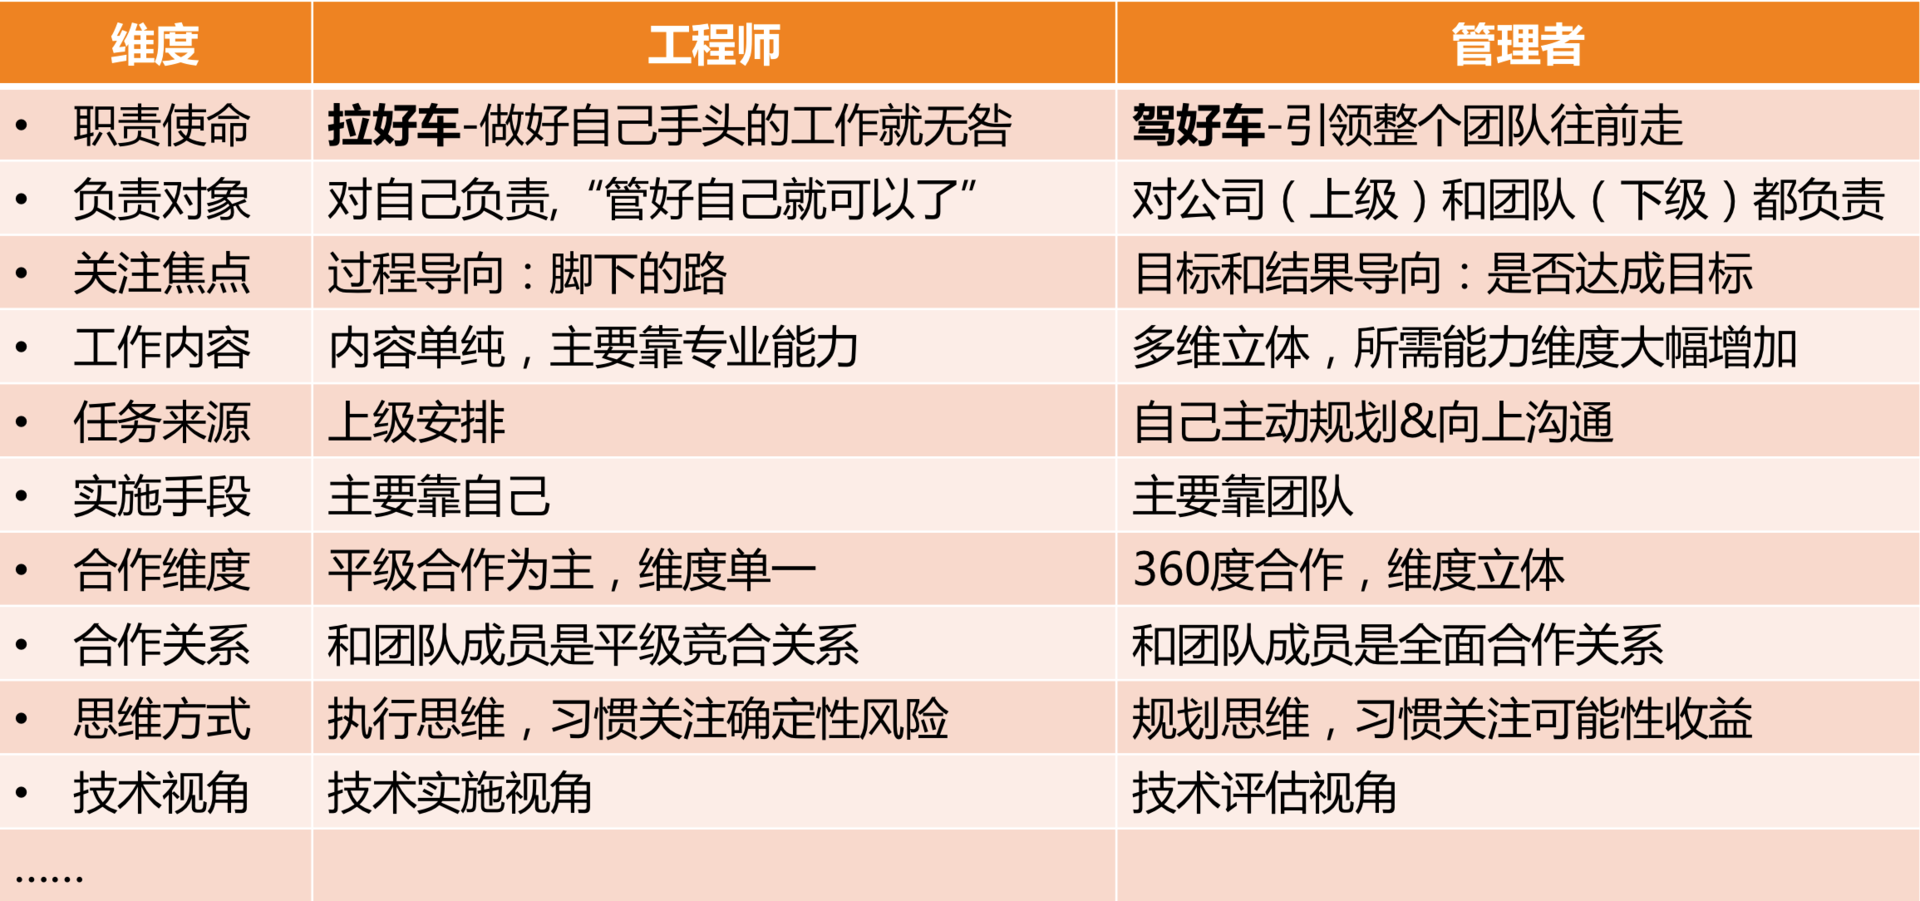 维度 工程师 管理者
• 职责使命 拉好车-做好自己手头的工作就无咎 驾好车-引领整个团队往前走
• 负责对象 对自己负责,“管好自己就可以了” 对公司（上级）和团队（下级）都负责
• 关注焦点 过程导向：脚下的路 目标和结果导向：是否达成目标
• 工作内容 内容单纯，主要靠专业能力 多维立体，所需能力维度大幅增加
• 任务来源 上级安排 自己主动规划&向上沟通
• 实施手段 主要靠自己 主要靠团队
• 合作维度 平级合作为主，维度单一 360度合作，维度立体
• 合作关系 和团队成员是平级竞合关系 和团队成员是全面合作关系
• 思维方式 执行思维，习惯关注确定性风险 规划思维，习惯关注可能性收益
• 技术视角 技术实施视角 技术评估视角
……